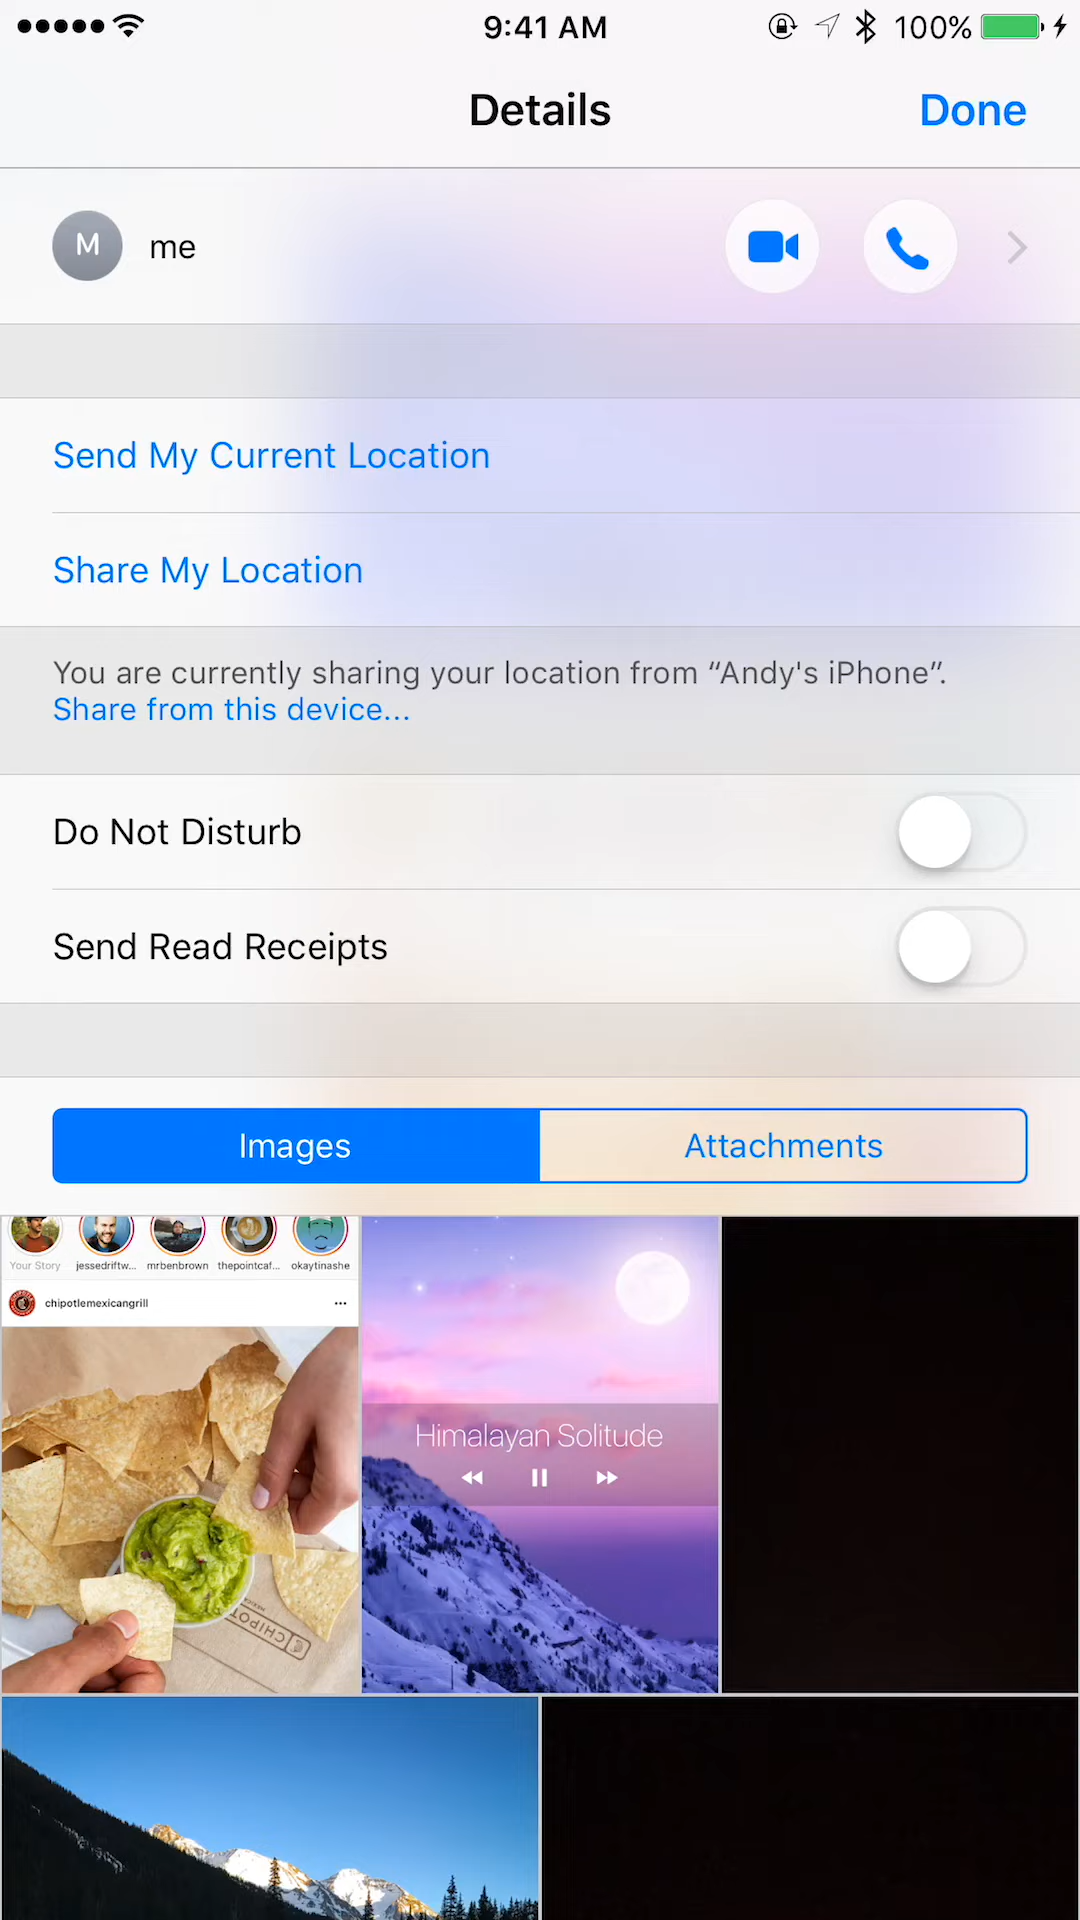 9:41 AM
100%
Details
Done
M
me
Send My Current Location
Share My Location
You are currently sharing your location from “Andy's iPhone”.
Share from this device...
Do Not Disturb
Send Read Receipts
Images
Attachments
Your Story
jessedriftw...
mrbenbrown
thepointcaf...
okaytinashe
chipotlemexicangrill
Himalayan Solitude
CHIPOTLE